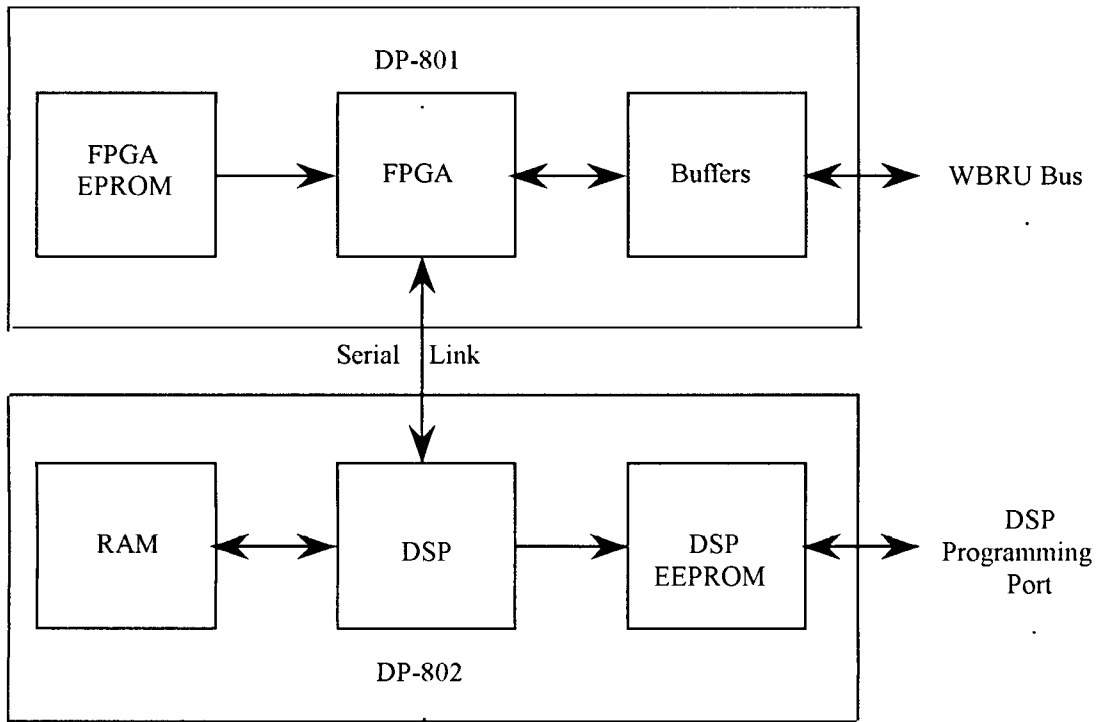 DP-801
FPGA
EPROM
FPGA
Buffers
WBRU Bus
Serial Link
RAM
DSP
DSP
EEPROM
DSP
Programming
Port
DP-802